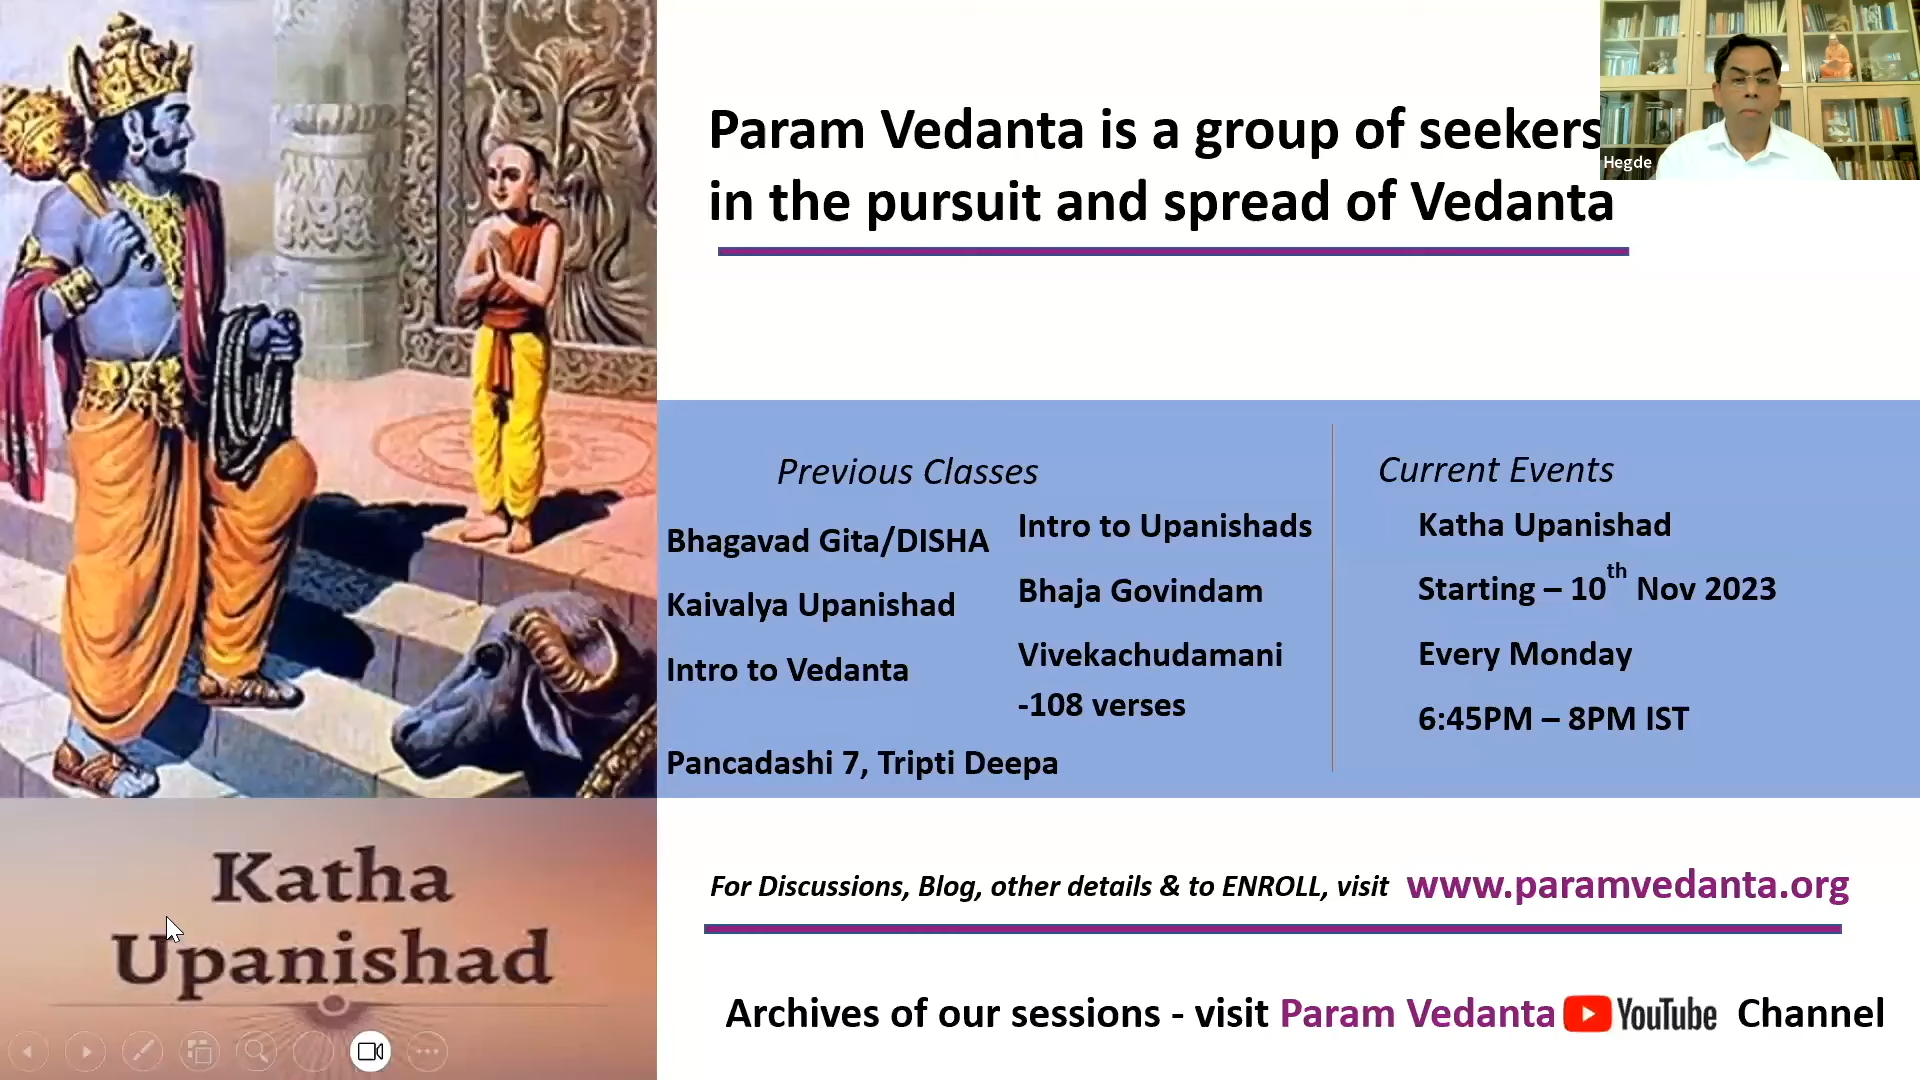 Param Vedanta is a group of seekers
in the pursuit and spread of Vedanta
Hegde
Previous Classes
Bhagavad Gita/DISHA
Kaivalya Upanishad
Intro to Vedanta
Pancadashi 7, Tripti Deepa
Intro to Upanishads
Bhaja Govindam
Vivekachudamani
-108 verses
Current Events
Katha Upanishad
Starting – 10th Nov 2023
Every Monday
6:45PM – 8PM IST
Katha
Upanishad
For Discussions, Blog, other details & to ENROLL, visit www.paramvedanta.org
Archives of our sessions - visit Param Vedanta YouTube Channel